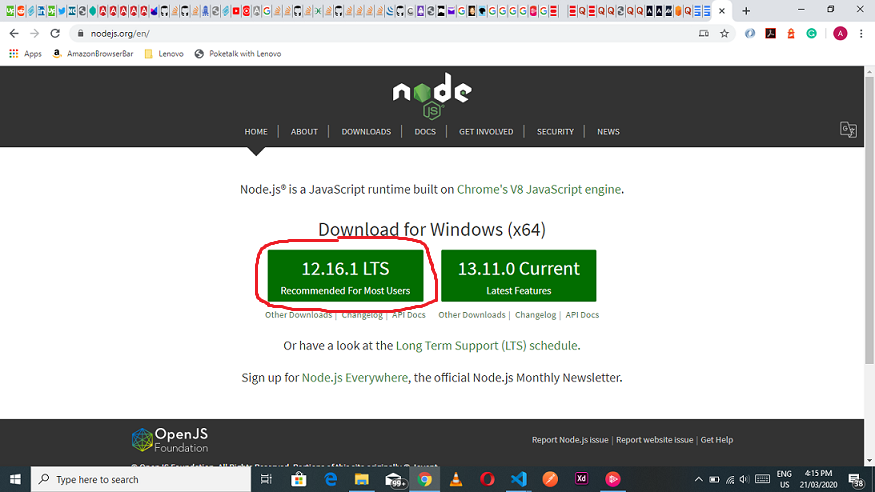 nodejs.org/en/
Apps AmazonBrowserBar Lenovo Poketalk with Lenovo
node
JS
HOME ABOUT DOWNLOADS DOCS GET INVOLVED SECURITY NEWS
Node.js® is a JavaScript runtime built on Chrome's V8 JavaScript engine.
Download for Windows (x64)
12.16.1 LTS
Recommended For Most Users
13.11.0 Current
Latest Features
Other Downloads | Changelog | API Docs
Other Downloads | Changelog | API Docs
Or have a look at the Long Term Support (LTS) schedule.
Sign up for Node.js Everywhere, the official Node.js Monthly Newsletter.
OpenJS
Foundation
Report Node.js issue | Report website issue | Get Help
Type here to search
99+
Xd
ENG
US
4:15 PM
21/03/2020
38